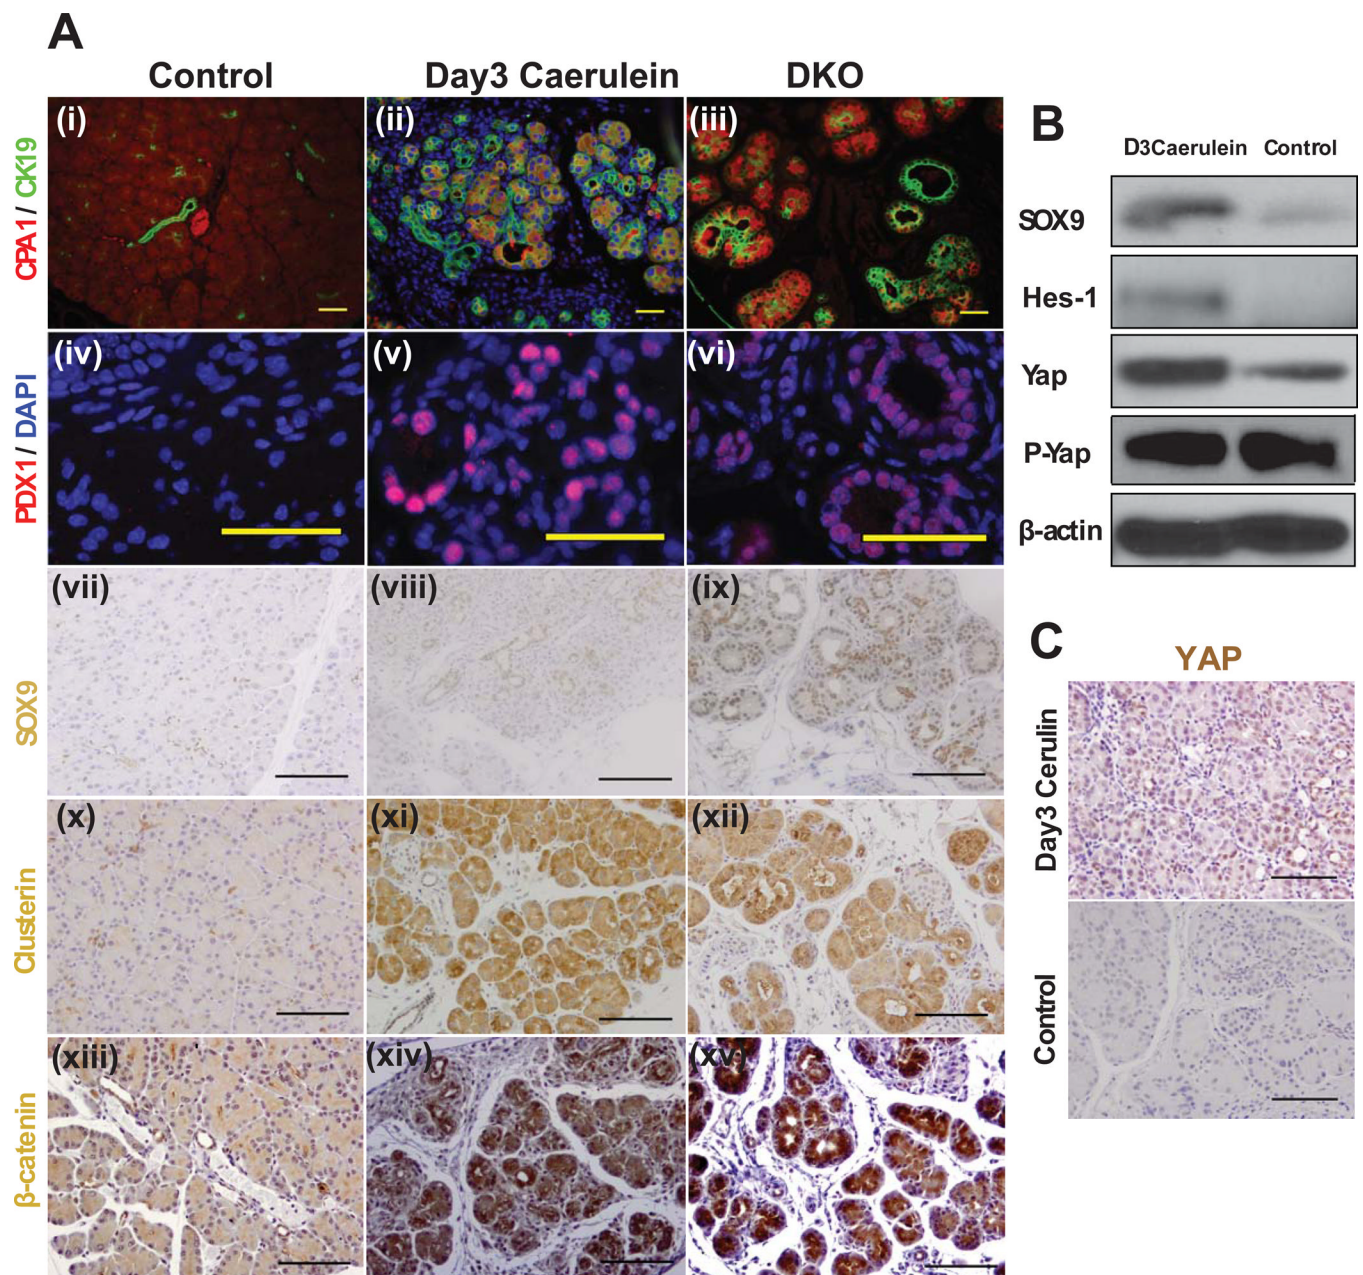 A
Control
Day3 Caerulein
DKO
CPA1 / CK19
(i)
(ii)
(iii)
PDX1/ DAPI
(iv)
(v)
(vi)
SOX9
(vii)
(viii)
(ix)
Clusterin
(x)
(xi)
(xii)
β-catenin
(xiii)
(xiv)
(xv)
B
D3Caerulein Control
SOX9
Hes-1
Yap
P-Yap
β-actin
C
YAP
Day3 Cerulin
Control